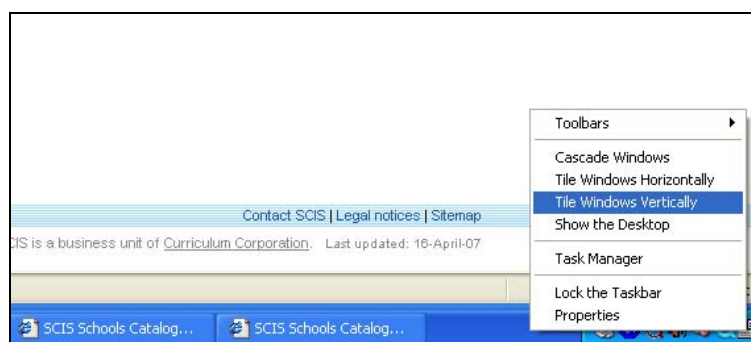 Toolbars
Cascade Windows
Tile Windows Horizontally
Tile Windows Vertically
Show the Desktop
Task Manager
Lock the Taskbar
Properties
Contact SCIS | Legal notices | Sitemap
CIS is a business unit of Curriculum Corporation. Last updated: 16-April-07
SCIS Schools Catalog... SCIS Schools Catalog...